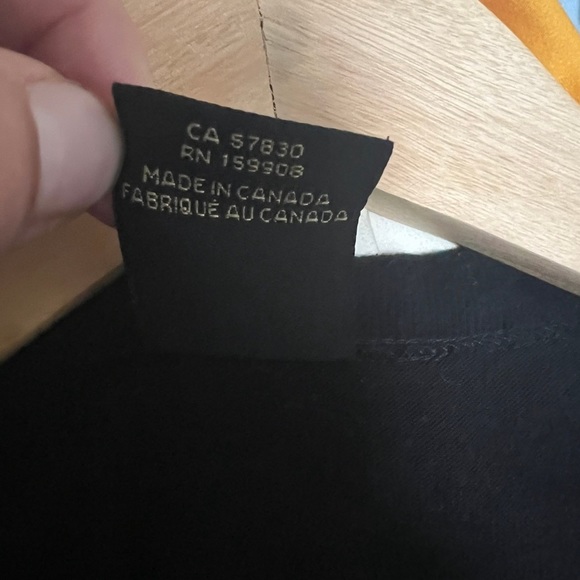 CA 57830
RN 159908
MADE IN CANADA
FABRIQUÉ AU CANADA